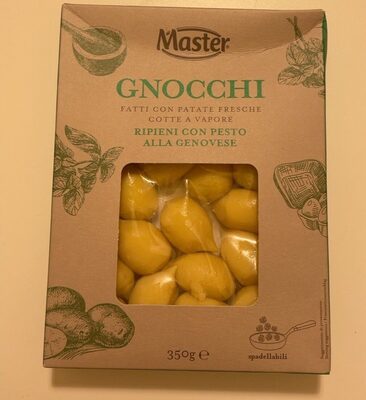 Master
GNOCCHI
FATTI CON PATATE FRESCHE
COTTE A VAPORE
RIPIENI CON PESTO
ALLA GENOVESE
350g e
spadellabili